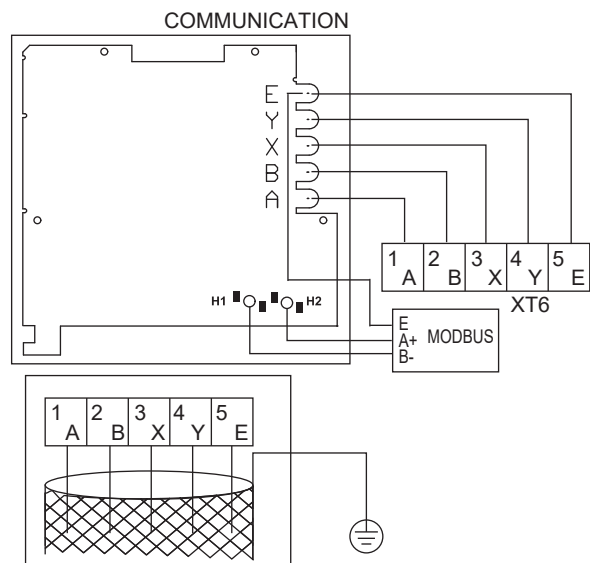 COMMUNICATION
E
Y
X
B
A
1 A 2 B 3 X 4 Y 5 E
XT6
H1 H2
E
A+ MODBUS
B-
1 A 2 B 3 X 4 Y 5 E